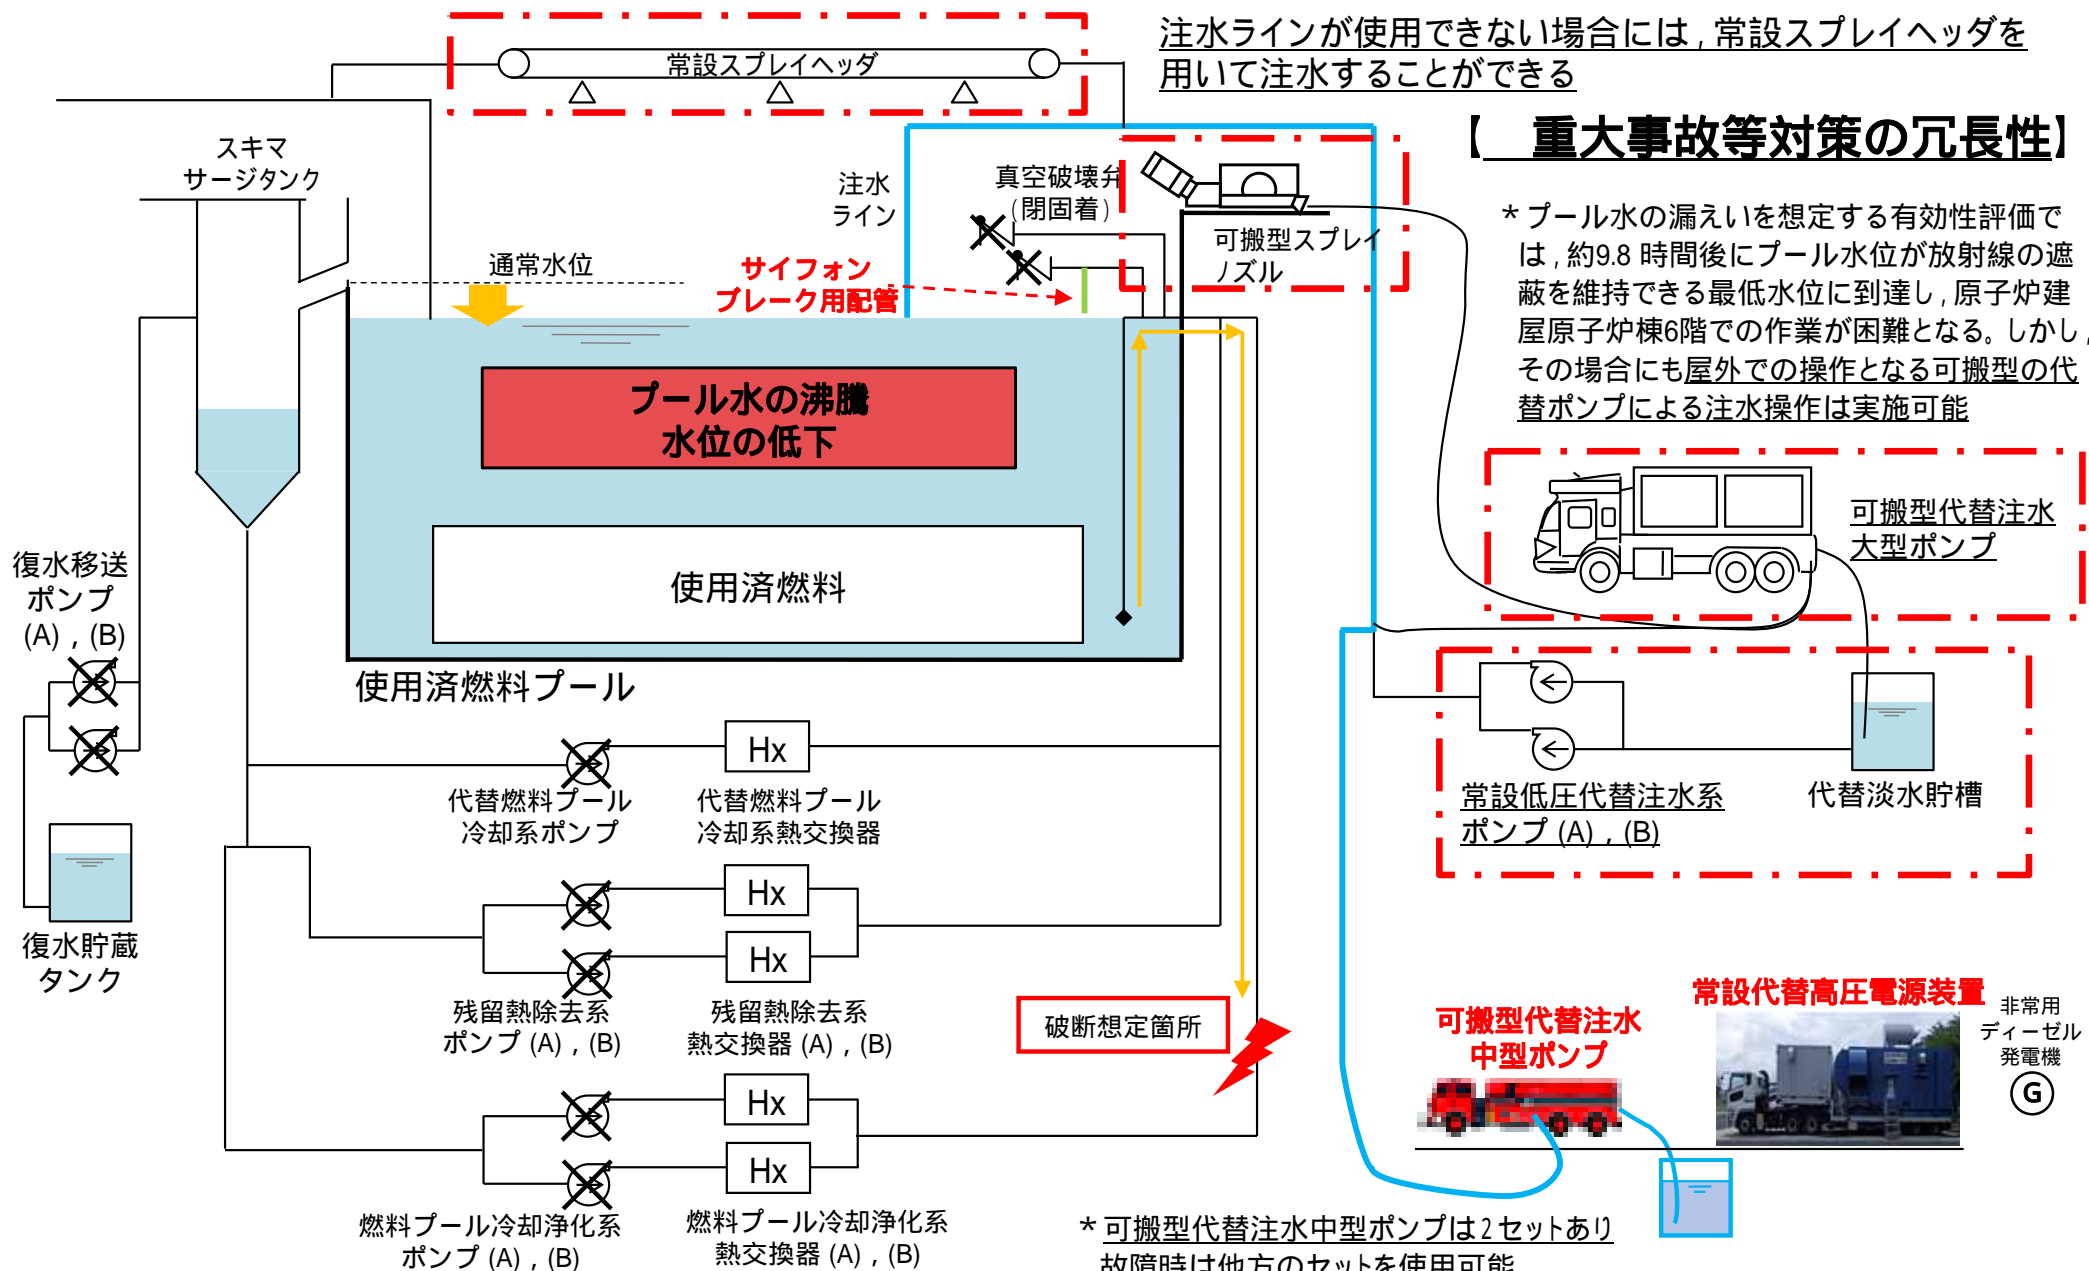 注水ラインが使用できない場合には，常設スプレイヘッダを
用いて注水することができる
常設スプレイヘッダ
【　重大事故等対策の冗長性】
スキマ
サージタンク
注水
ライン
真空破壊弁
（閉固着）
可搬型スプレイ
ノズル
通常水位
サイフォン
ブレーク用配管
＊プール水の漏えいを想定する有効性評価で
は，約9.8 時間後にプール水位が放射線の遮
蔽を維持できる最低水位に到達し，原子炉建
屋原子炉棟6階での作業が困難となる。しかし，
その場合にも屋外での操作となる可搬型の代
替ポンプによる注水操作は実施可能
プール水の沸騰
水位の低下
使用済燃料
使用済燃料プール
可搬型代替注水
大型ポンプ
復水移送
ポンプ
(A)，(B)
常設低圧代替注水系
ポンプ (A)，(B)
代替淡水貯槽
Hx
代替燃料プール
冷却系ポンプ
代替燃料プール
冷却系熱交換器
復水貯蔵
タンク
Hx
Hx
残留熱除去系
ポンプ (A)，(B)
残留熱除去系
熱交換器 (A)，(B)
破断想定箇所
可搬型代替注水
中型ポンプ
常設代替高圧電源装置
非常用
ディーゼル
発電機
G
Hx
Hx
燃料プール冷却浄化系
ポンプ (A)，(B)
燃料プール冷却浄化系
熱交換器 (A)，(B)
＊可搬型代替注水中型ポンプは２セットあり
故障時は他方のセットを使用可能